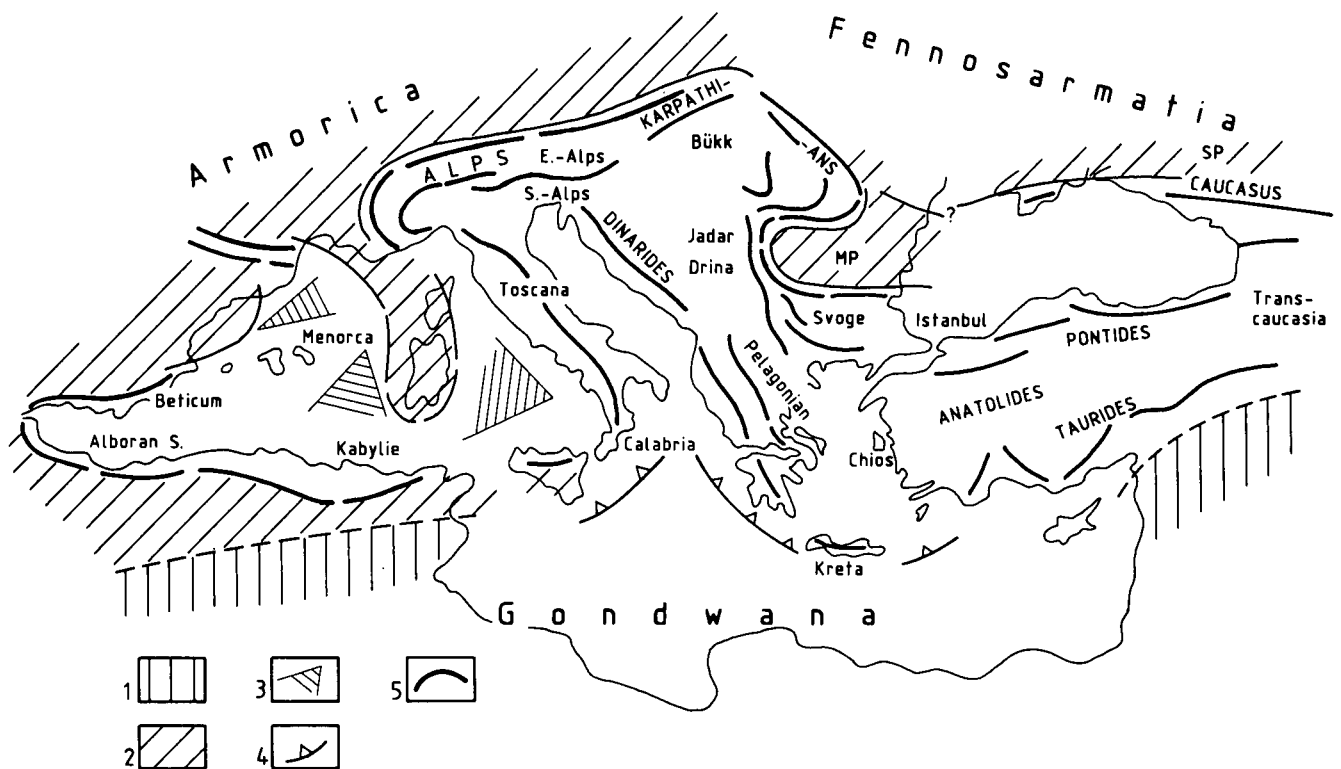 Fennosarmatia
Armorica
SP
KARPATHI-
-ANS
Bükk
ALPS
E.-Alps
S.-Alps
CAUCASUS
?
DINARIDES
Jadar
Drina
MP
Toscana
Menorca
Svoge
Istanbul
Trans-
caucasia
PONTIDES
Pelagonian
Beticum
ANATOLIDES
TAURIDES
Alboran S.
Kabylie
Calabria
Chios
Kreta
Gondwana
1
3
5
2
4